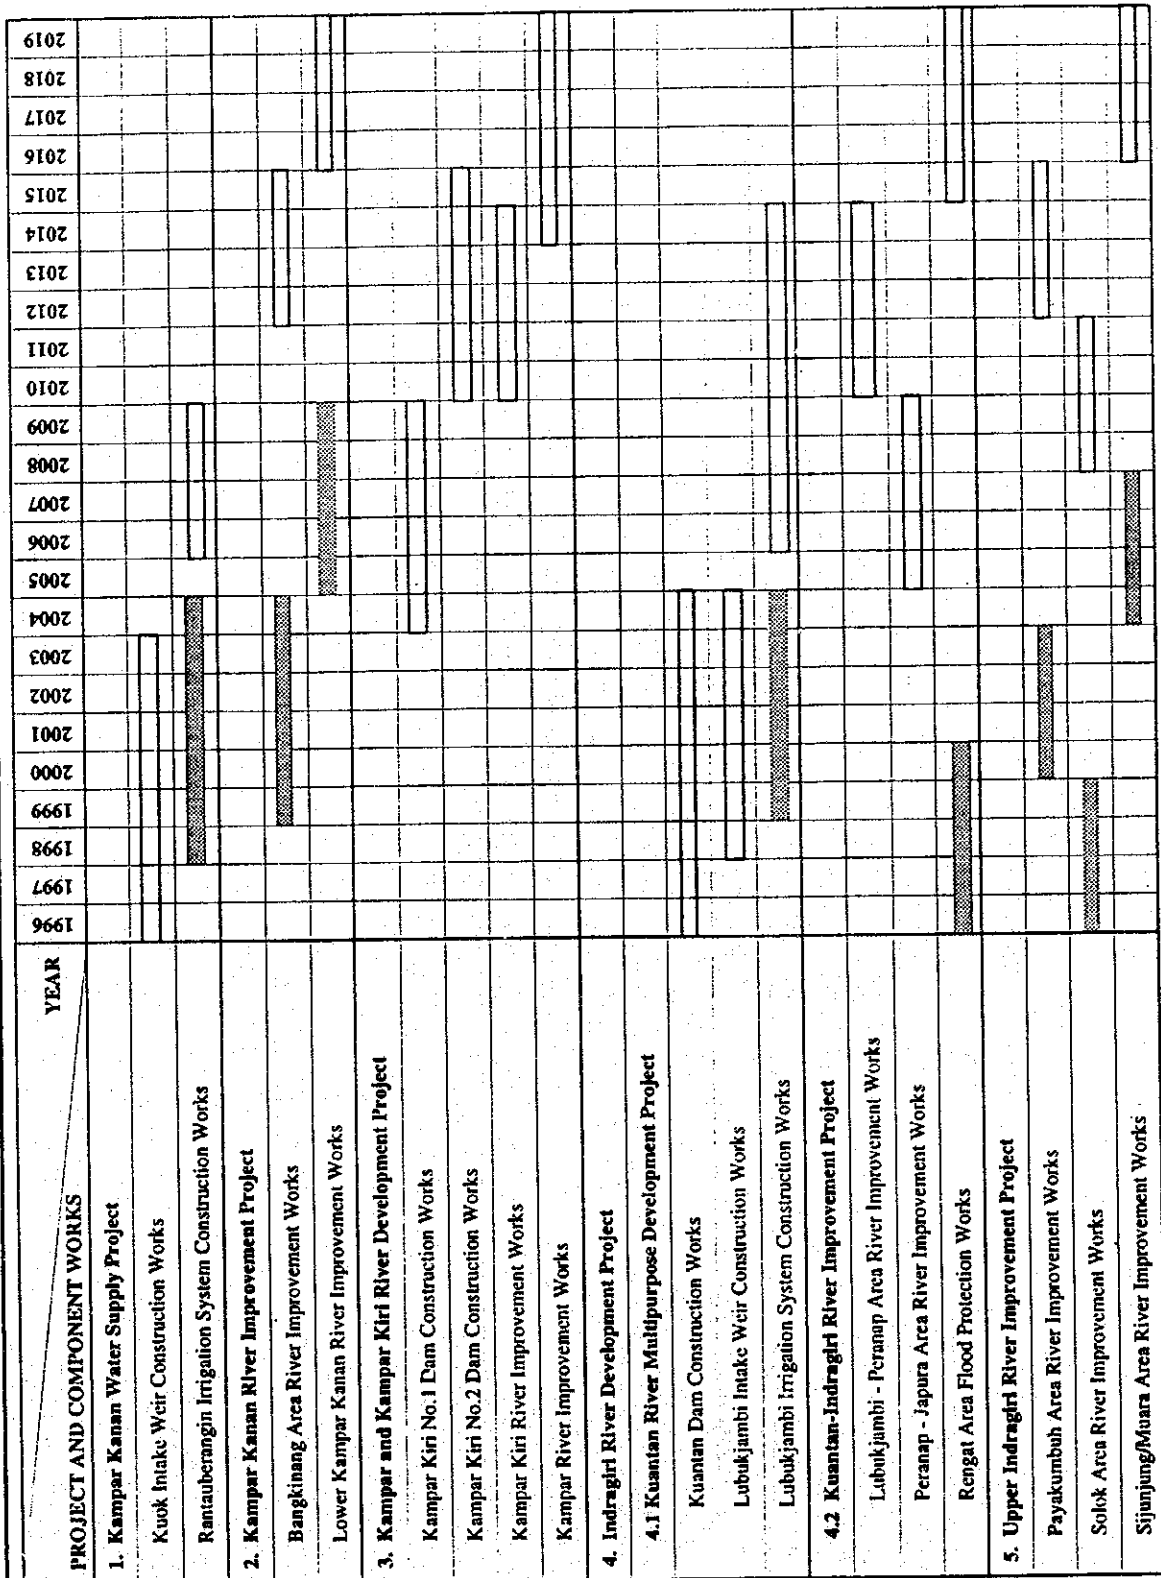 PROJECT AND COMPONENT WORKS
YEAR
1996 1997 1998 1999 2000 2001 2002 2003 2004 2005 2006 2007 2008 2009 2010 2011 2012 2013 2014 2015 2016 2017 2018 2019
1. Kampar Kanan Water Supply Project
Kuok Intake Weir Construction Works
Rantauberangin Irrigation System Construction Works
2. Kampar Kanan River Improvement Project
Bangkinang Area River Improvement Works
Lower Kampar Kanan River Improvement Works
3. Kampar and Kampar Kiri River Development Project
Kampar Kiri No.1 Dam Construction Works
Kampar Kiri No.2 Dam Construction Works
Kampar Kiri River Improvement Works
Kampar River Improvement Works
4. Indragiri River Development Project
4.1 Kuantan River Multipurpose Development Project
Kuantan Dam Construction Works
Lubukjambi Intake Weir Construction Works
Lubukjambi Irrigation System Construction Works
4.2 Kuantan-Indragiri River Improvement Project
Lubukjambi - Peranap Area River Improvement Works
Peranap - Japura Area River Improvement Works
Rengat Area Flood Protection Works
5. Upper Indragiri River Improvement Project
Payakumbuh Area River Improvement Works
Solok Area River Improvement Works
Sijunjung/Muara Area River Improvement Works